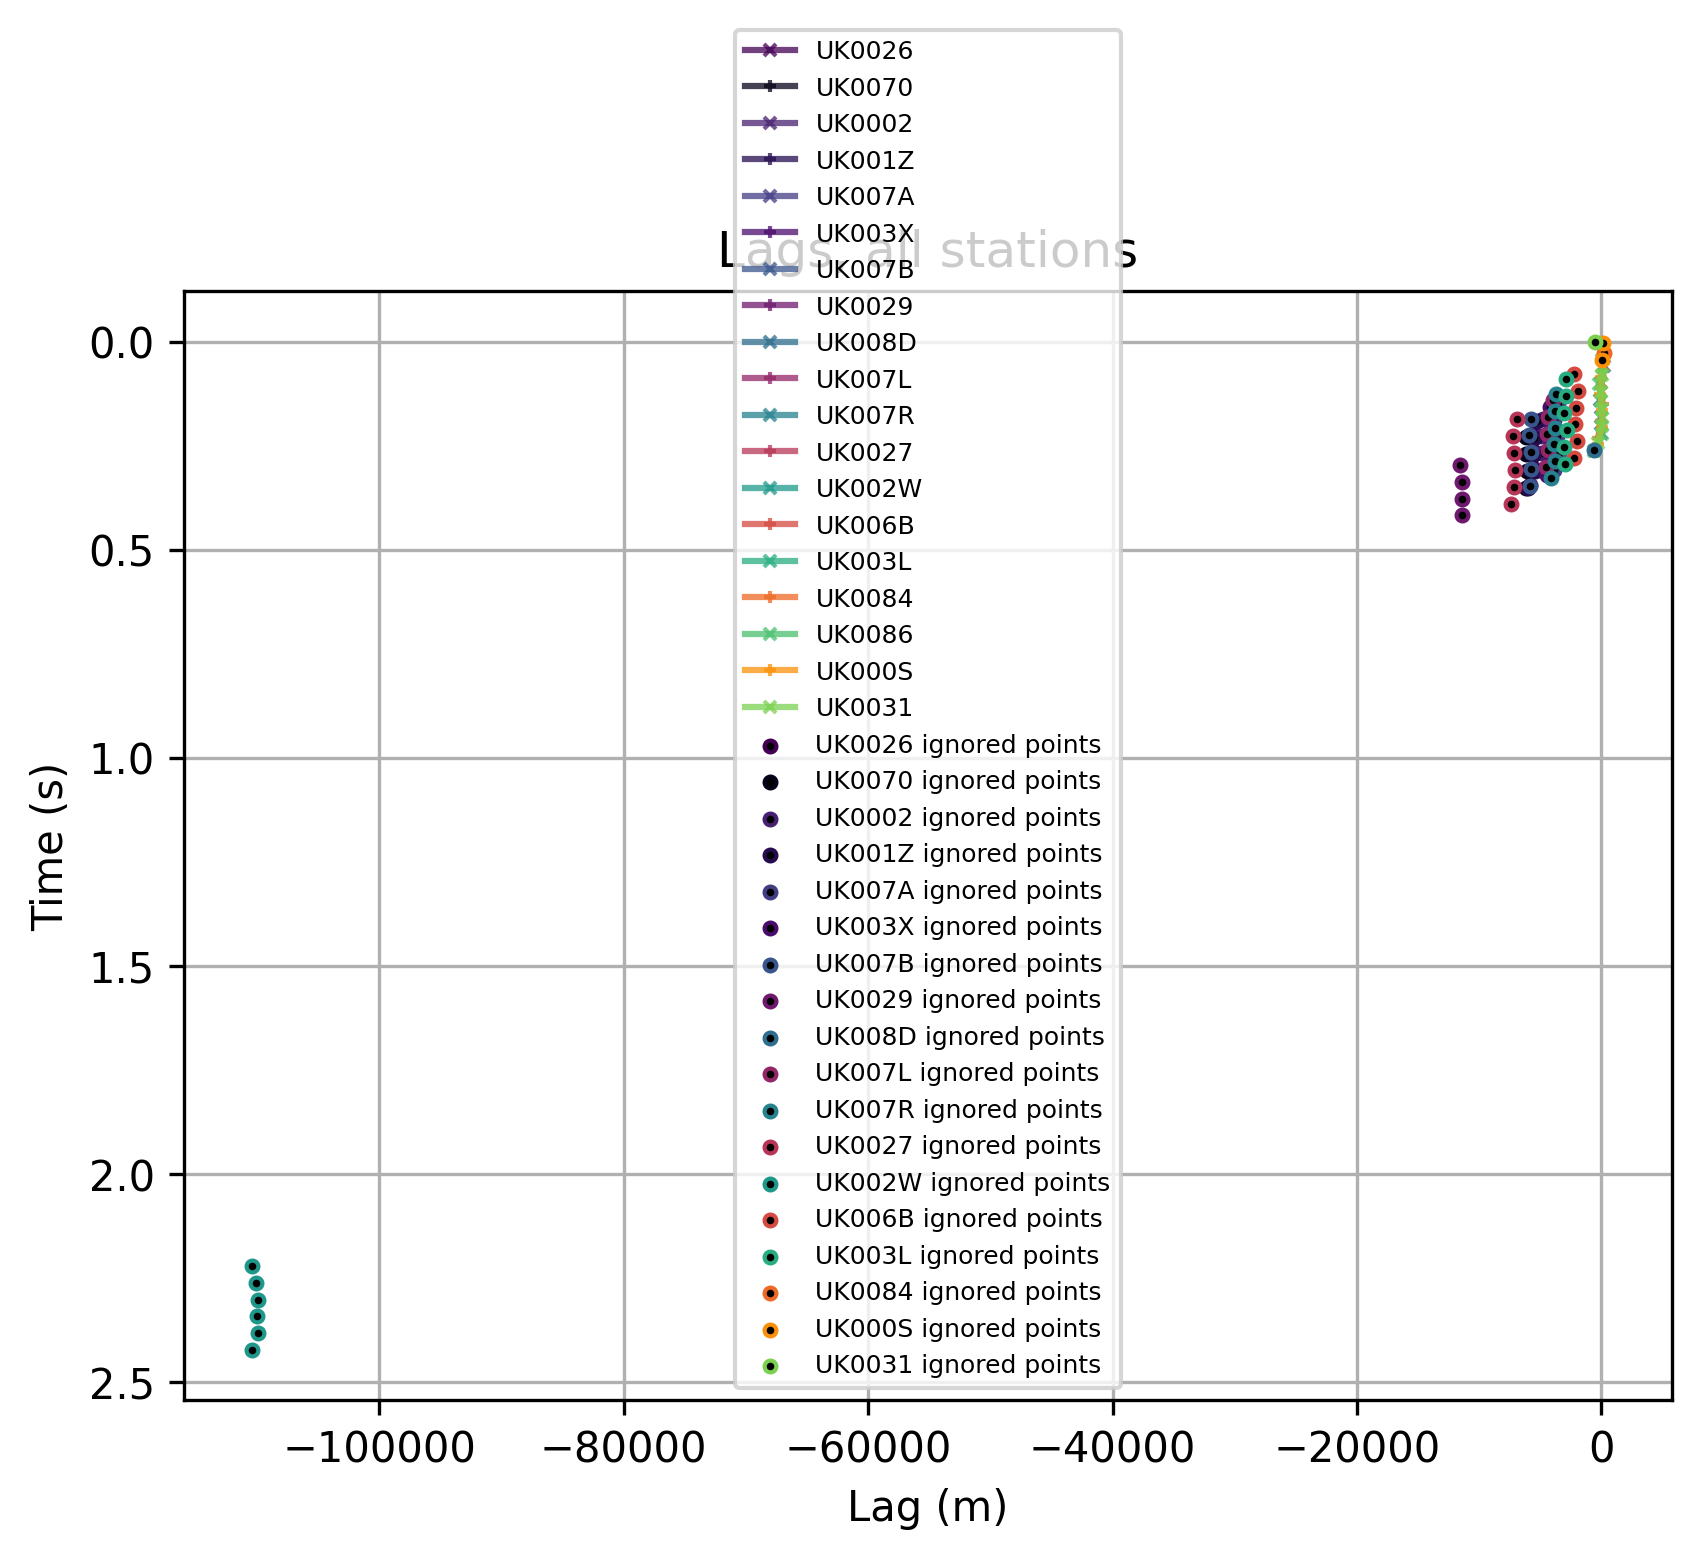 UK0026
UK0070
UK0002
UK001Z
UK007A
UK003X
Lags, all stations
UK007B
UK0029
UK008D
UK007L
UK007R
UK0027
UK002W
UK006B
UK003L
UK0084
UK0086
UK000S
UK0031
UK0026 ignored points
UK0070 ignored points
UK0002 ignored points
UK001Z ignored points
UK007A ignored points
UK003X ignored points
UK007B ignored points
UK0029 ignored points
UK008D ignored points
UK007L ignored points
UK007R ignored points
UK0027 ignored points
UK002W ignored points
UK006B ignored points
UK003L ignored points
UK0084 ignored points
UK000S ignored points
UK0031 ignored points
0.0
0.5
1.0
1.5
2.0
2.5
Time (s)
−100000 −80000 −60000 −40000 −20000 0
Lag (m)